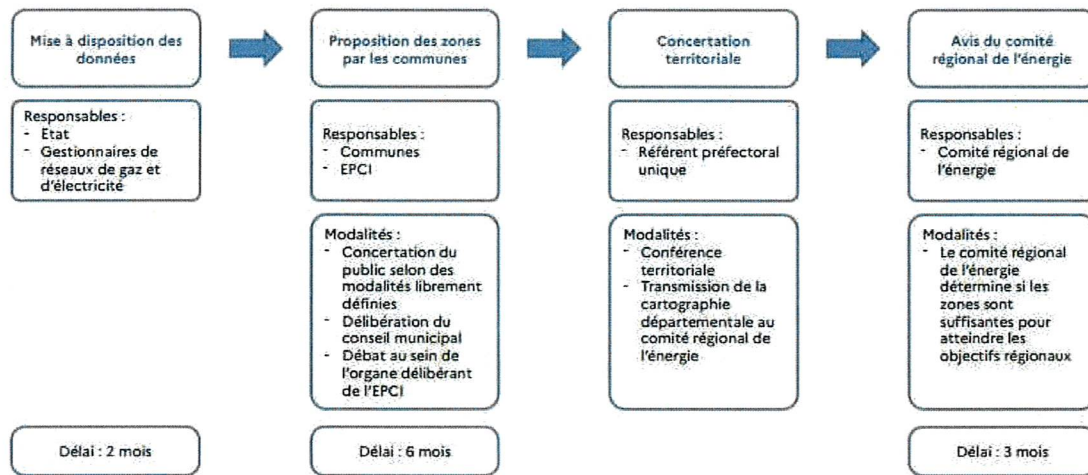 Mise à disposition des
données
Proposition des zones
par les communes
Concertation
territoriale
Avis du comité
régional de l'énergie
Responsables :
- Etat
- Gestionnaires de
réseaux de gaz et
d'électricité
Responsables :
- Communes
- EPCI
Responsables :
- Référent préfectoral
unique
Responsables :
- Comité régional de
l'énergie
Modalités :
- Concertation du
public selon des
modalités librement
définies
- Délibération du
conseil municipal
- Débat au sein de
l'organe délibérant
de l'EPCI
Modalités :
- Conférence
territoriale
- Transmission de la
cartographie
départementale au
comité régional de
l'énergie
Modalités :
- Le comité régional
de l'énergie
détermine si les
zones sont
suffisantes pour
atteindre les
objectifs régionaux
Délai : 2 mois
Délai : 6 mois
Délai : 3 mois